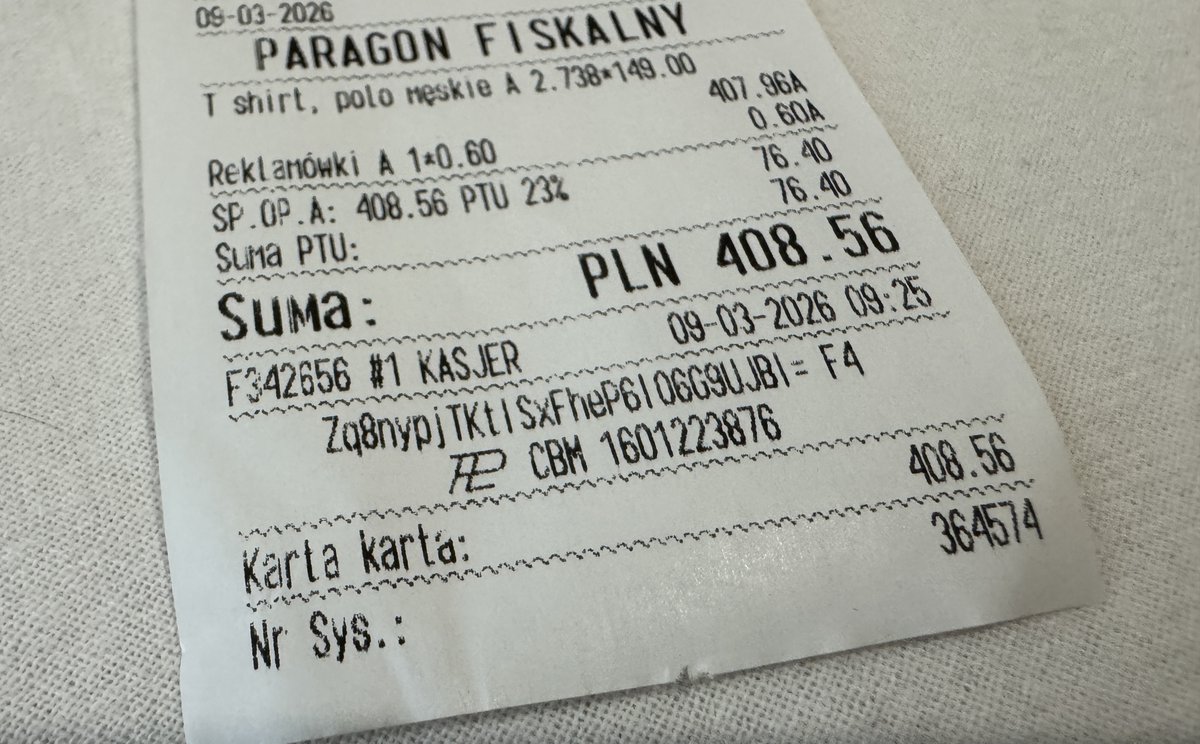 09-03-2026
PARAGON FISKALNY
T shirt, polo męskie A 2.738*149.00
407.96A
Reklamówki A 1*0.60 0.60A
SP.OP.A: 408.56 PTU 23% 76.40
Suma PTU: 76.40
Suma: PLN 408.56
F342656 #1 KASJER 09-03-2026 09:25
Zq8nypjTKtISxFheP6IO6G9UJBI= F4
CBM 1601223876
Karta karta: 408.56
Nr Sys.: 364574